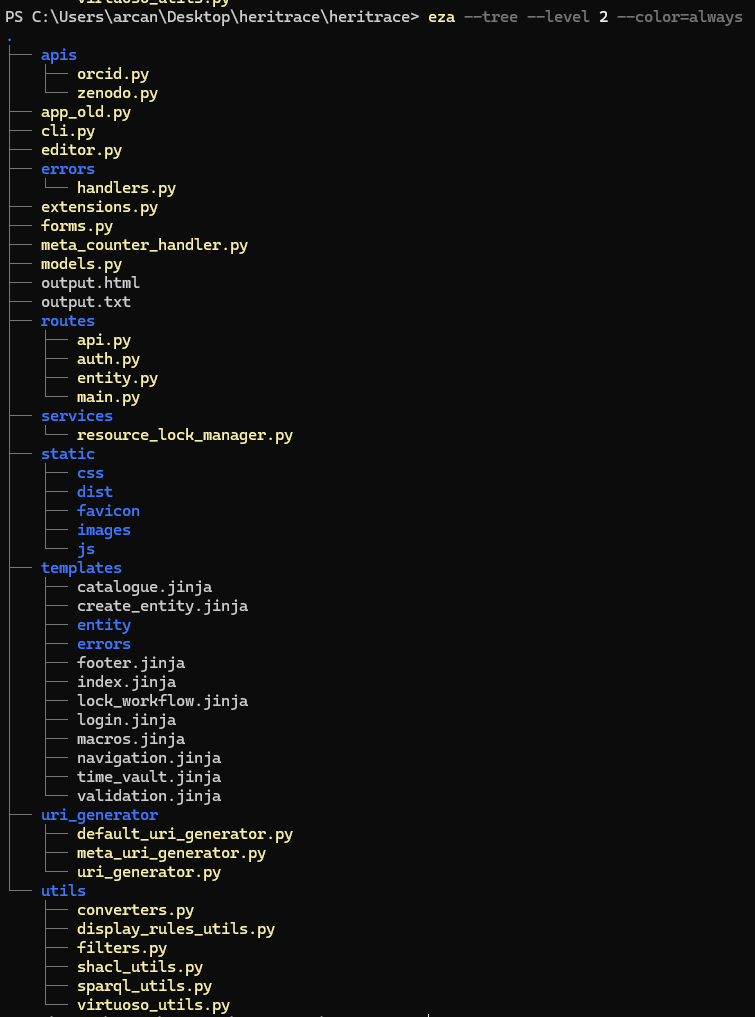 virtuoso_utils.py
PS C:\Users\arcan\Desktop\heritrace\heritrace> eza --tree --level 2 --color=always
.
├── apis
│   ├── orcid.py
│   └── zenodo.py
├── app_old.py
├── cli.py
├── editor.py
├── errors
│   └── handlers.py
├── extensions.py
├── forms.py
├── meta_counter_handler.py
├── models.py
├── output.html
├── output.txt
├── routes
│   ├── api.py
│   ├── auth.py
│   ├── entity.py
│   └── main.py
├── services
│   └── resource_lock_manager.py
├── static
│   ├── css
│   ├── dist
│   ├── favicon
│   ├── images
│   └── js
├── templates
│   ├── catalogue.jinja
│   ├── create_entity.jinja
│   ├── entity
│   ├── errors
│   ├── footer.jinja
│   ├── index.jinja
│   ├── lock_workflow.jinja
│   ├── login.jinja
│   ├── macros.jinja
│   ├── navigation.jinja
│   ├── time_vault.jinja
│   └── validation.jinja
├── uri_generator
│   ├── default_uri_generator.py
│   ├── meta_uri_generator.py
│   └── uri_generator.py
└── utils
    ├── converters.py
    ├── display_rules_utils.py
    ├── filters.py
    ├── shacl_utils.py
    ├── sparql_utils.py
    └── virtuoso_utils.py